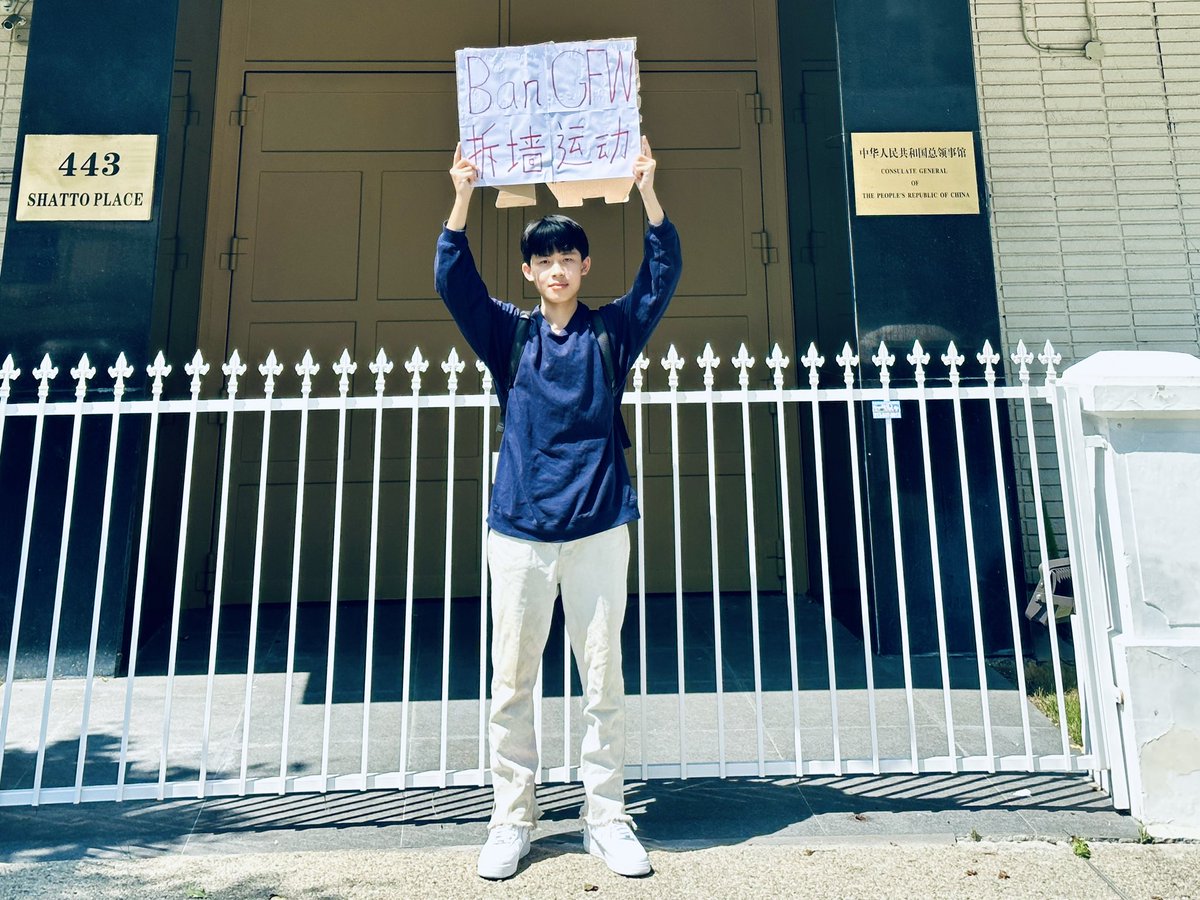 Ban GFW
拆墙运动
443
SHATTO PLACE
中华人民共和国总领事馆
CONSULATE GENERAL
OF
THE PEOPLE'S REPUBLIC OF CHINA